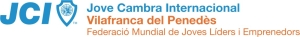 JCI Jove Cambra Internacional
Vilafranca del Penedès
Federació Mundial de Joves Líders i Emprenedors